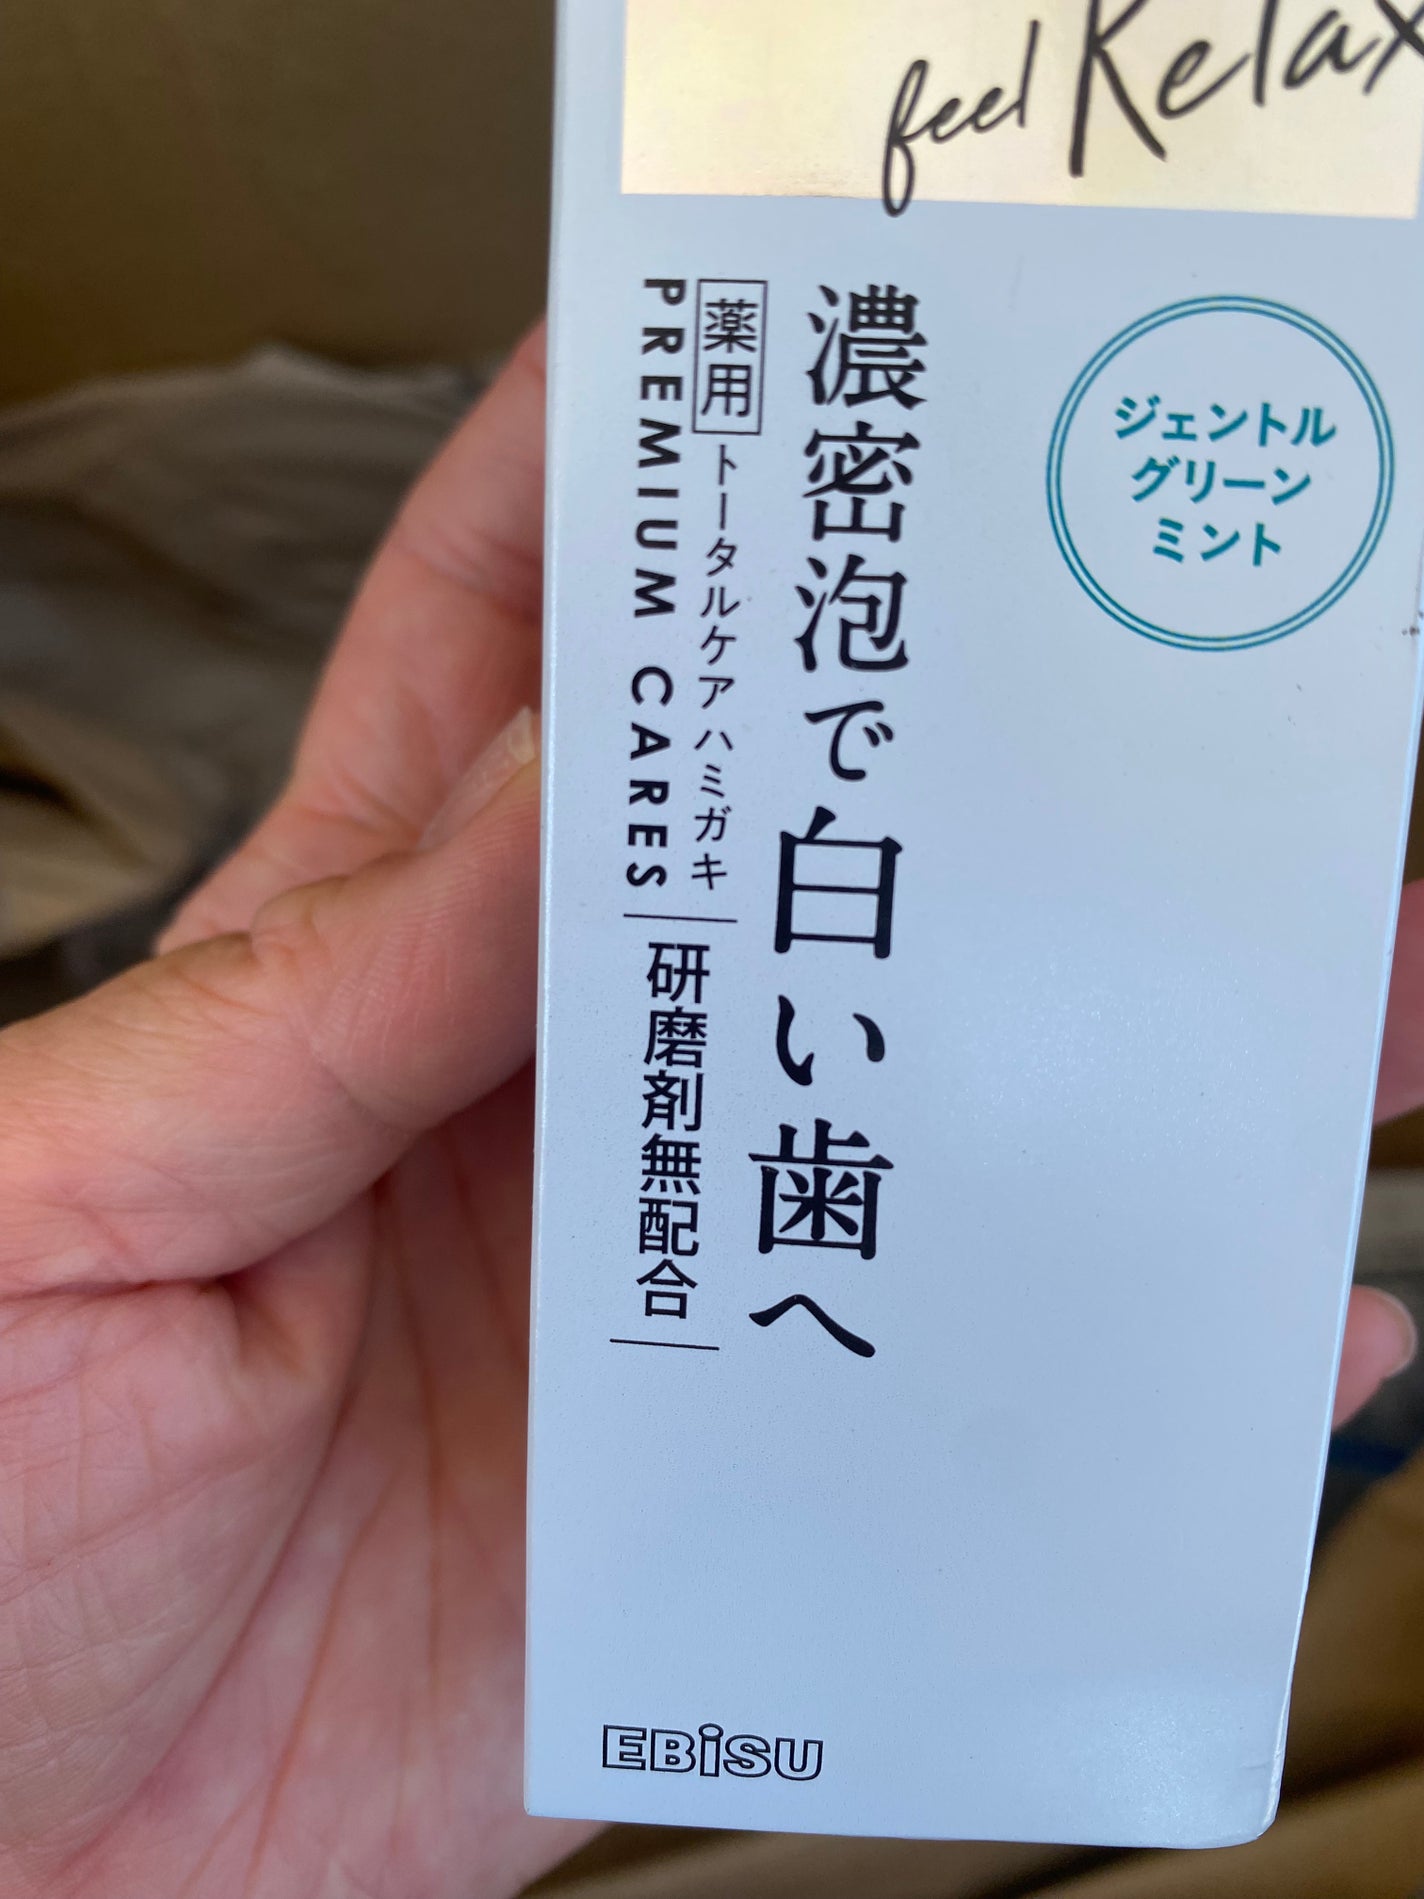 feel Relax
ジェントル
グリーン
ミント
濃密泡で白い歯へ
薬用トータルケアハミガキ
PREMIUM CARES
研磨剤無配合
EBiSU